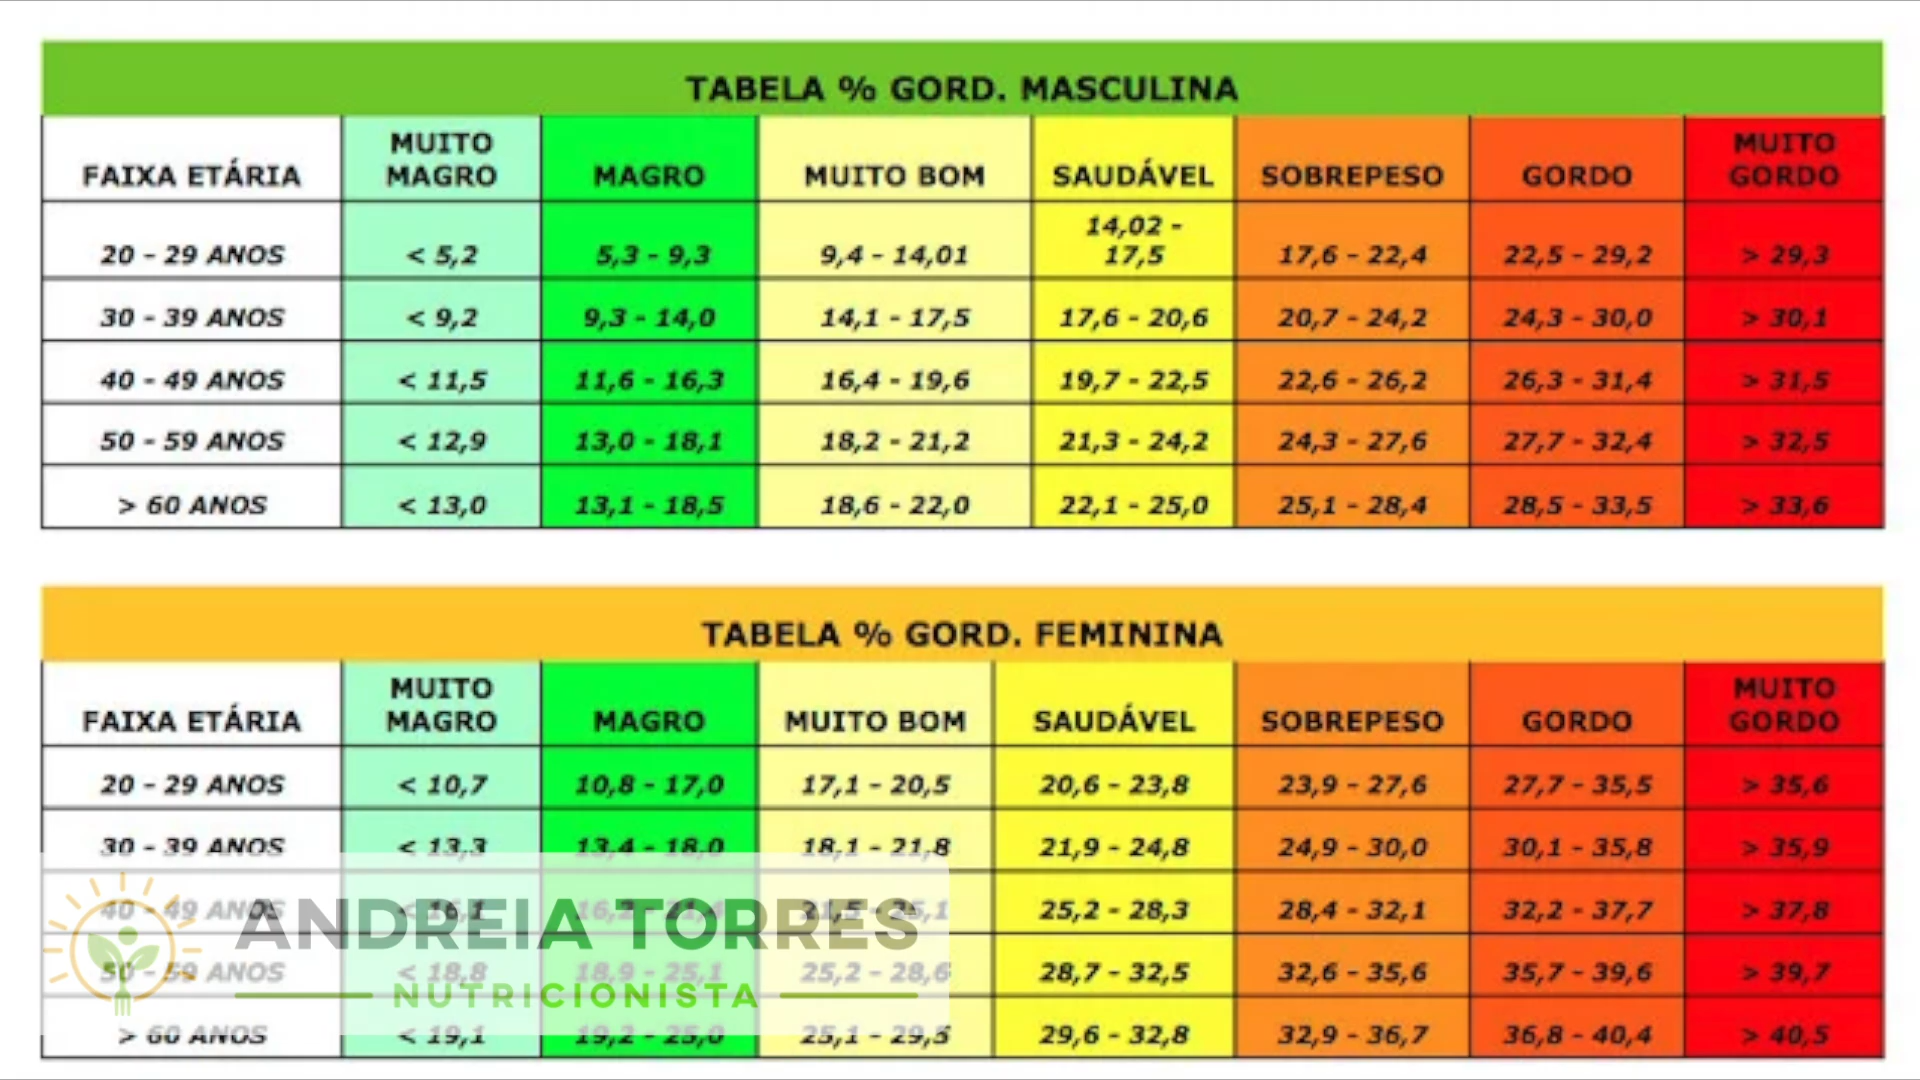 TABELA % GORD. MASCULINA
FAIXA ETÁRIA MUITO MAGRO MAGRO MUITO BOM SAUDÁVEL SOBREPESO GORDO MUITO GORDO
20 - 29 ANOS < 5,2 5,3 - 9,3 9,4 - 14,01 14,02 - 17,5 17,6 - 22,4 22,5 - 29,2 > 29,3
30 - 39 ANOS < 9,2 9,3 - 14,0 14,1 - 17,5 17,6 - 20,6 20,7 - 24,2 24,3 - 30,0 > 30,1
40 - 49 ANOS < 11,5 11,6 - 16,3 16,4 - 19,6 19,7 - 22,5 22,6 - 26,2 26,3 - 31,4 > 31,5
50 - 59 ANOS < 12,9 13,0 - 18,1 18,2 - 21,2 21,3 - 24,2 24,3 - 27,6 27,7 - 32,4 > 32,5
> 60 ANOS < 13,0 13,1 - 18,5 18,6 - 22,0 22,1 - 25,0 25,1 - 28,4 28,5 - 33,5 > 33,6
TABELA % GORD. FEMININA
FAIXA ETÁRIA MUITO MAGRO MAGRO MUITO BOM SAUDÁVEL SOBREPESO GORDO MUITO GORDO
20 - 29 ANOS < 10,7 10,8 - 17,0 17,1 - 20,5 20,6 - 23,8 23,9 - 27,6 27,7 - 35,5 > 35,6
30 - 39 ANOS < 13,3 13,4 - 18,0 18,1 - 21,8 21,9 - 24,8 24,9 - 30,0 30,1 - 35,8 > 35,9
40 - 49 ANOS < 16,1 25,2 - 28,3 28,4 - 32,1 32,2 - 37,7 > 37,8
50 - 59 ANOS < 18,8 18,9 - 25,1 25,2 - 28,6 28,7 - 32,5 32,6 - 35,6 35,7 - 39,6 > 39,7
> 60 ANOS < 19,1 19,2 - 25,0 25,1 - 29,5 29,6 - 32,8 32,9 - 36,7 36,8 - 40,4 > 40,5
ANDREIA TORRES
NUTRICIONISTA